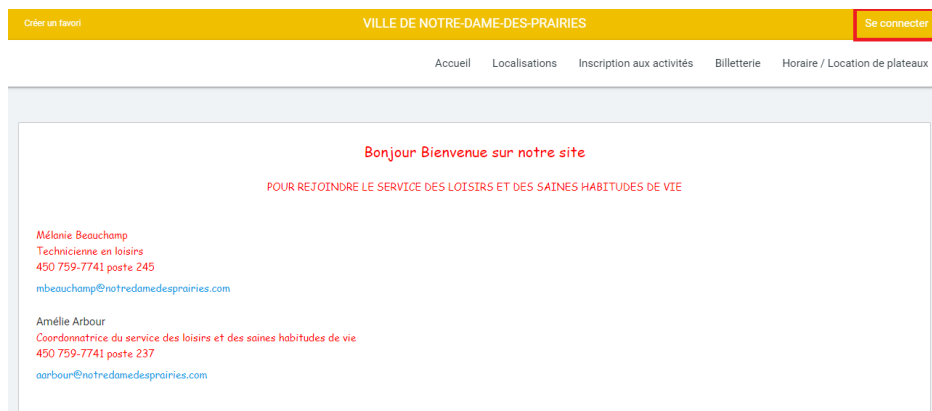 Créer un favori VILLE DE NOTRE-DAME-DES-PRAIRIES Se connecter
Accueil Localisations Inscription aux activités Billetterie Horaire / Location de plateaux
Bonjour Bienvenue sur notre site
POUR REJOINDRE LE SERVICE DES LOISIRS ET DES SAINES HABITUDES DE VIE
Mélanie Beauchamp
Technicienne en loisirs
450 759-7741 poste 245
mbeauchamp@notredamedesprairies.com
Amélie Arbour
Coordonnatrice du service des loisirs et des saines habitudes de vie
450 759-7741 poste 237
aarbour@notredamedesprairies.com